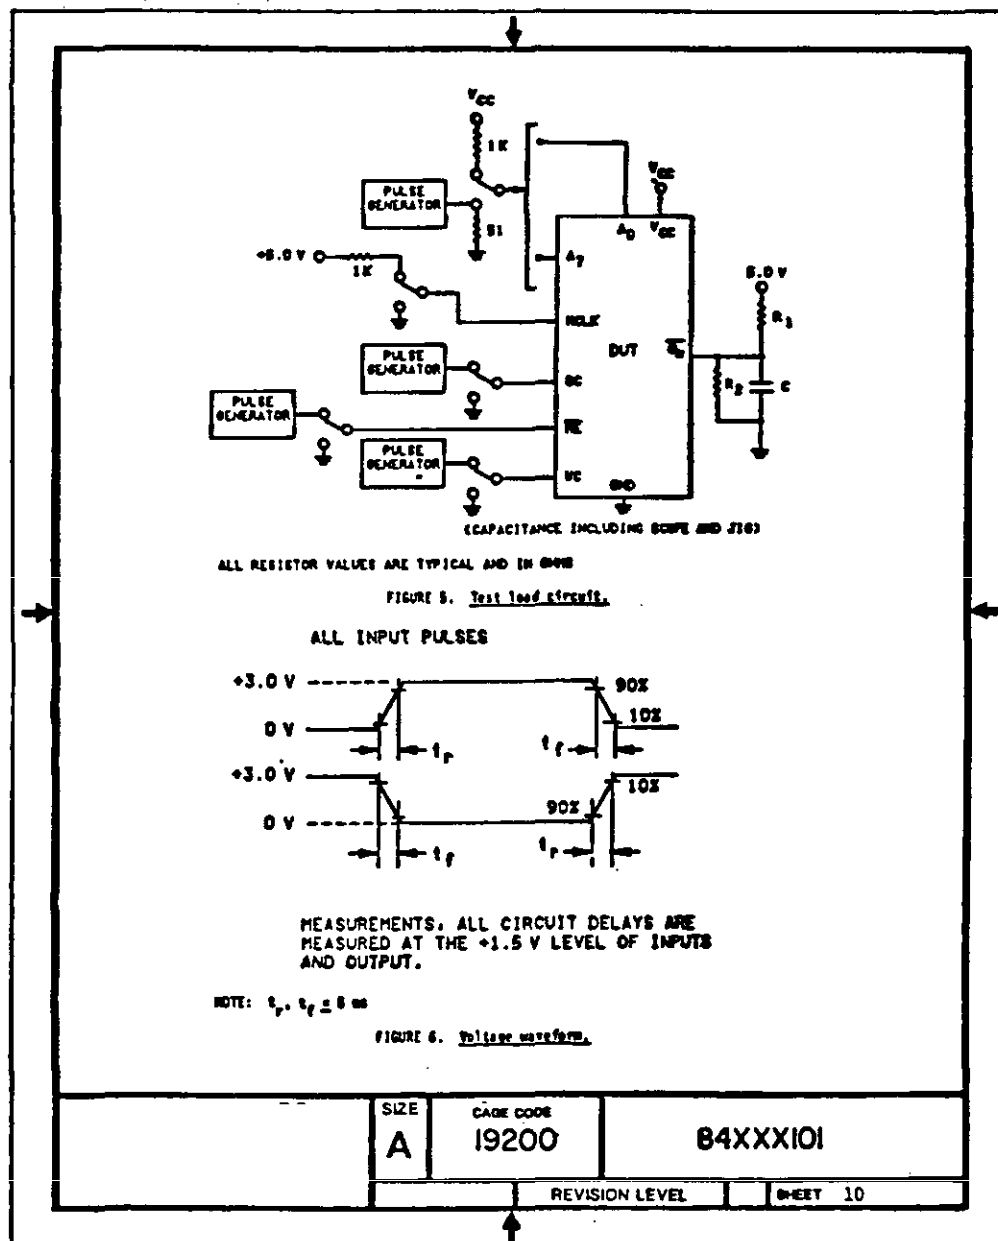 VCC
1K
PULSE
GENERATOR
51
VCC
A0
VCC
+5.0 V
1K
A7
5.0 V
R1
MCLK
DUT
PULSE
GENERATOR
SC
R2
C
PULSE
GENERATOR
PULSE
GENERATOR
GND
(CAPACITANCE INCLUDING SCOPE AND JIG)
ALL RESISTOR VALUES ARE TYPICAL AND IN OHMS
FIGURE 5. Test load circuit.
ALL INPUT PULSES
+3.0 V
90%
0 V
10%
tr
tf
+3.0 V
10%
90%
0 V
tf
tr
MEASUREMENTS. ALL CIRCUIT DELAYS ARE
MEASURED AT THE +1.5 V LEVEL OF INPUTS
AND OUTPUT.
NOTE: tr, tf ≤ 5 ns
FIGURE 6. Voltage waveform.
SIZE
A
CAGE CODE
19200
84XXX101
REVISION LEVEL
SHEET 10